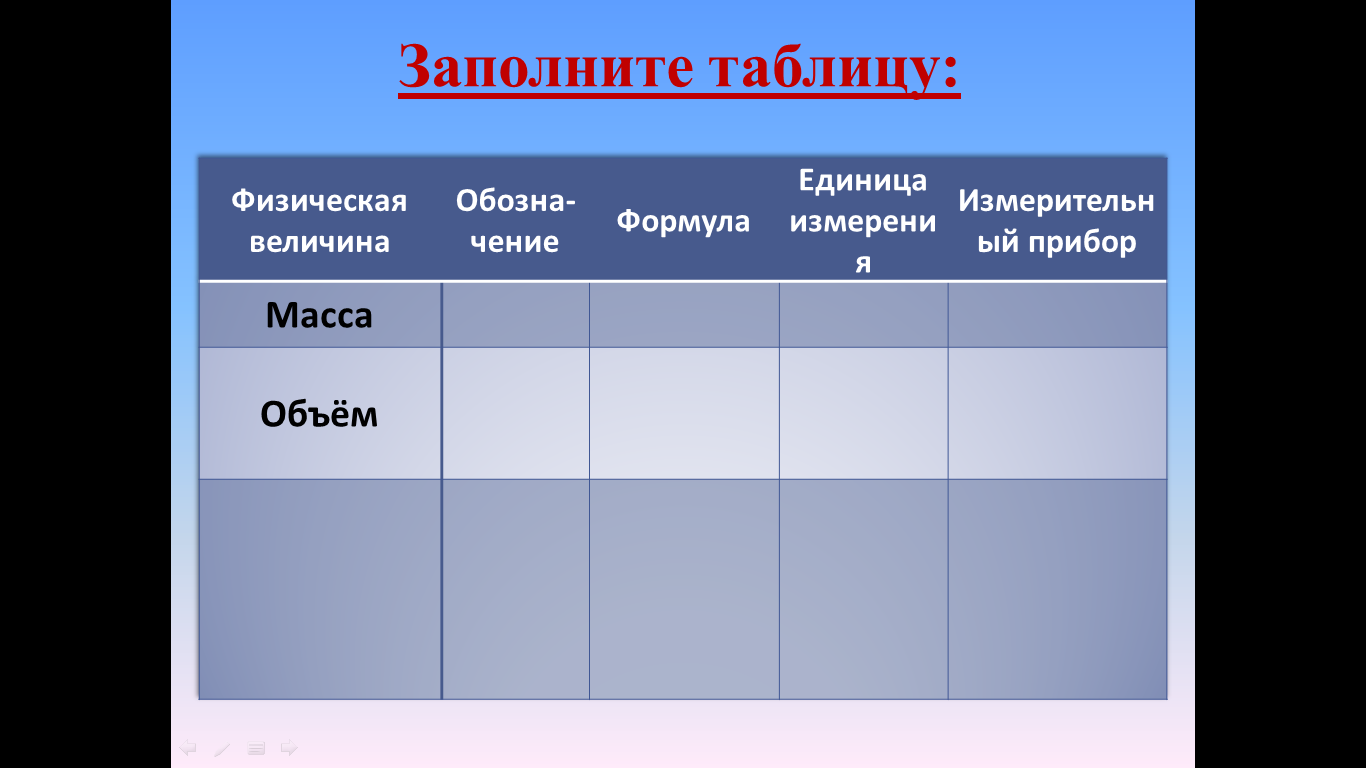 Заполните таблицу:
Физическая
величина
Обозна-
чение
Формула
Единица
измерени
я
Измерительн
ый прибор
Масса
Объём